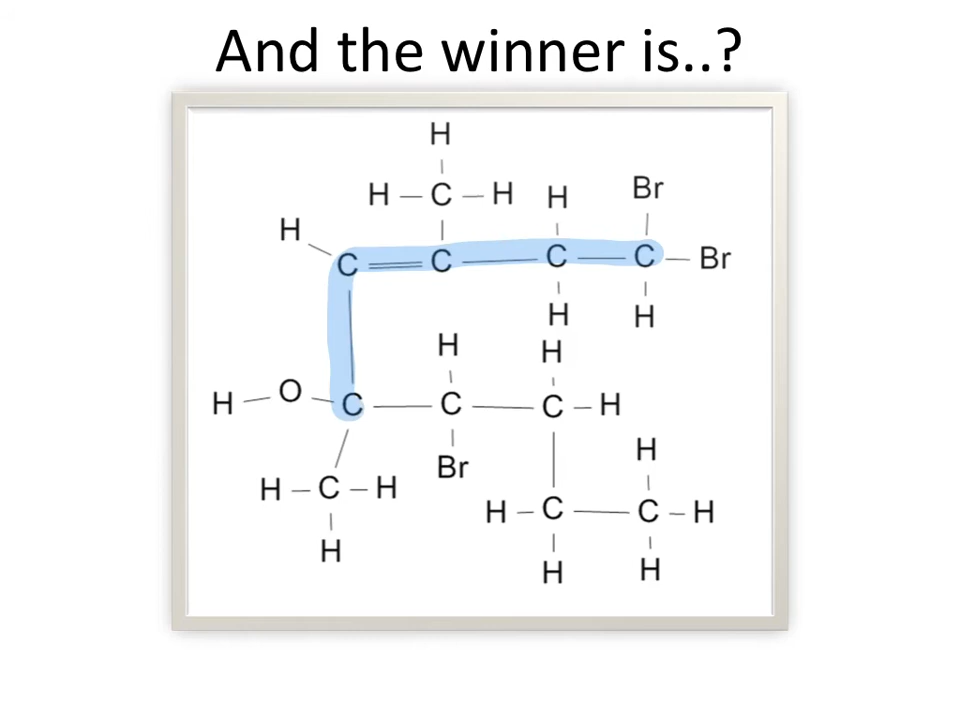 And the winner is..?
H
H – C – H H Br
H
C = C — C — C – Br
H H
H H
H – O – C — C — C – H
H
Br
H – C – H
H – C — C – H
H
H H